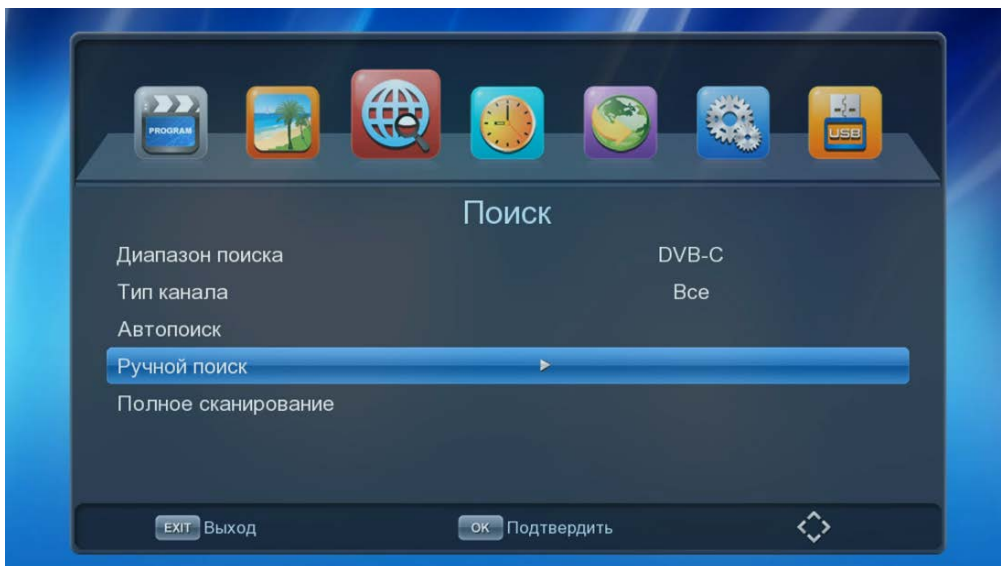 PROGRAM
USB
Поиск
Диапазон поиска DVB-C
Тип канала Все
Автопоиск
Ручной поиск
Полное сканирование
EXIT Выход OK Подтвердить